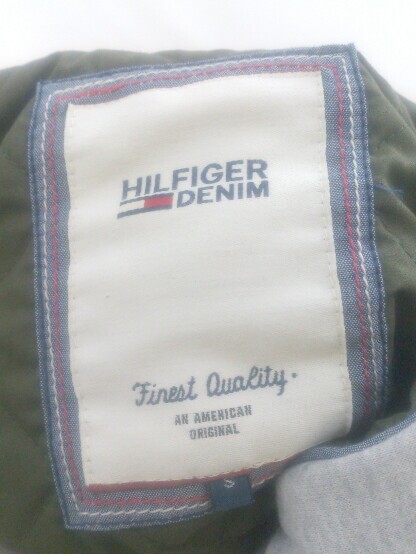 HILFIGER
DENIM
Finest Quality.
AN AMERICAN
ORIGINAL
S